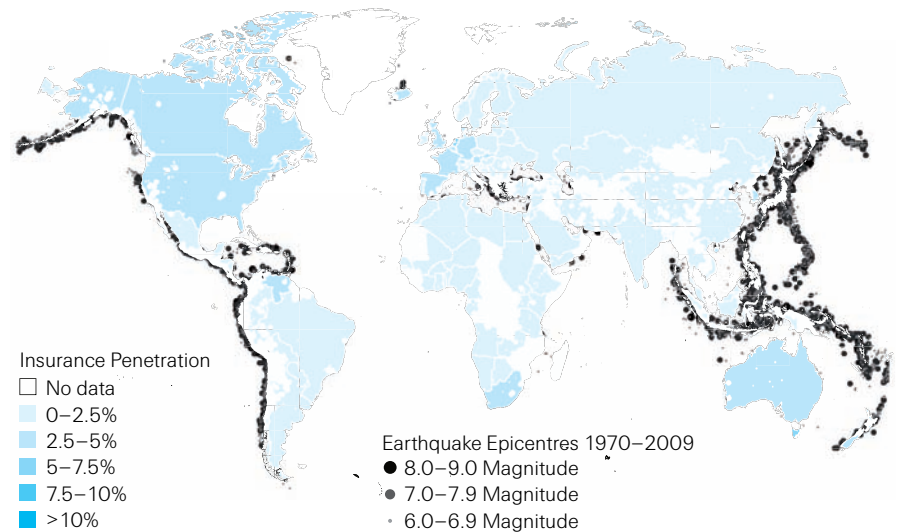 Insurance Penetration
No data
0–2.5%
2.5–5%
5–7.5%
7.5–10%
>10%
Earthquake Epicentres 1970–2009
8.0–9.0 Magnitude
7.0–7.9 Magnitude
6.0–6.9 Magnitude